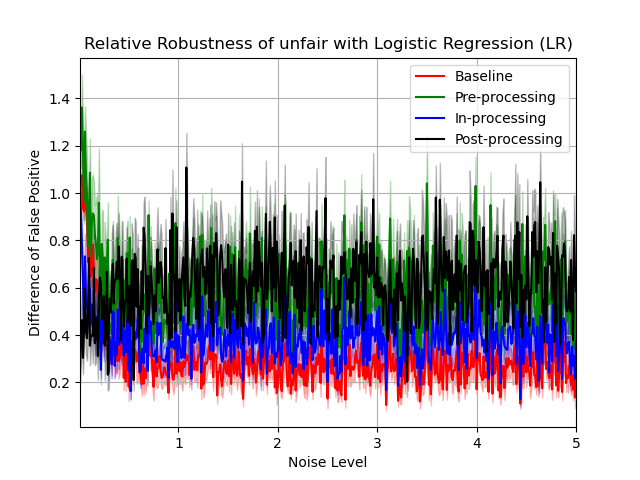 Relative Robustness of unfair with Logistic Regression (LR)
Difference of False Positive
1.4
1.2
1.0
0.8
0.6
0.4
0.2
Baseline
Pre-processing
In-processing
Post-processing
1 2 3 4 5
Noise Level